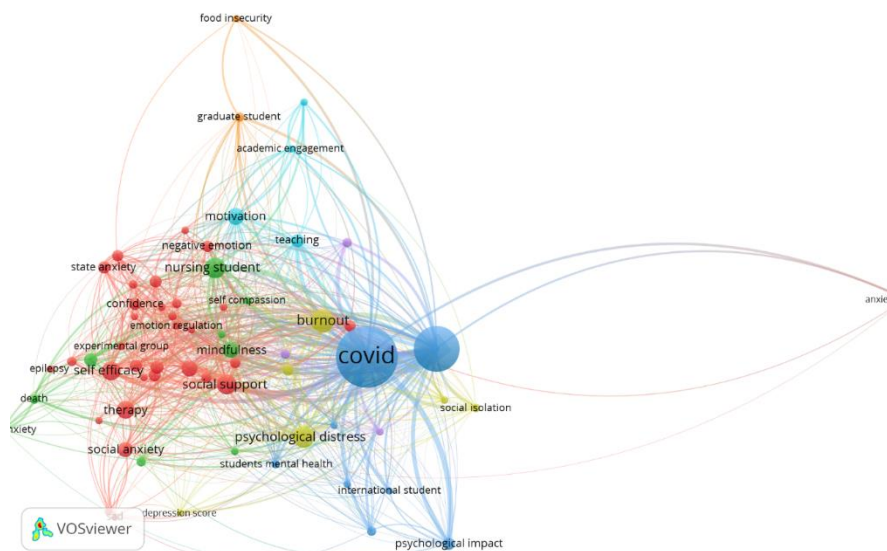 food insecurity
graduate student
academic engagement
motivation
teaching
negative emotion
state anxiety
nursing student
confidence
self compassion
emotion regulation
burnout
experimental group
mindfulness
covid
epilepsy
self efficacy
social support
death
therapy
social isolation
psychological distress
social anxiety
students mental health
international student
depression score
psychological impact
VOSviewer